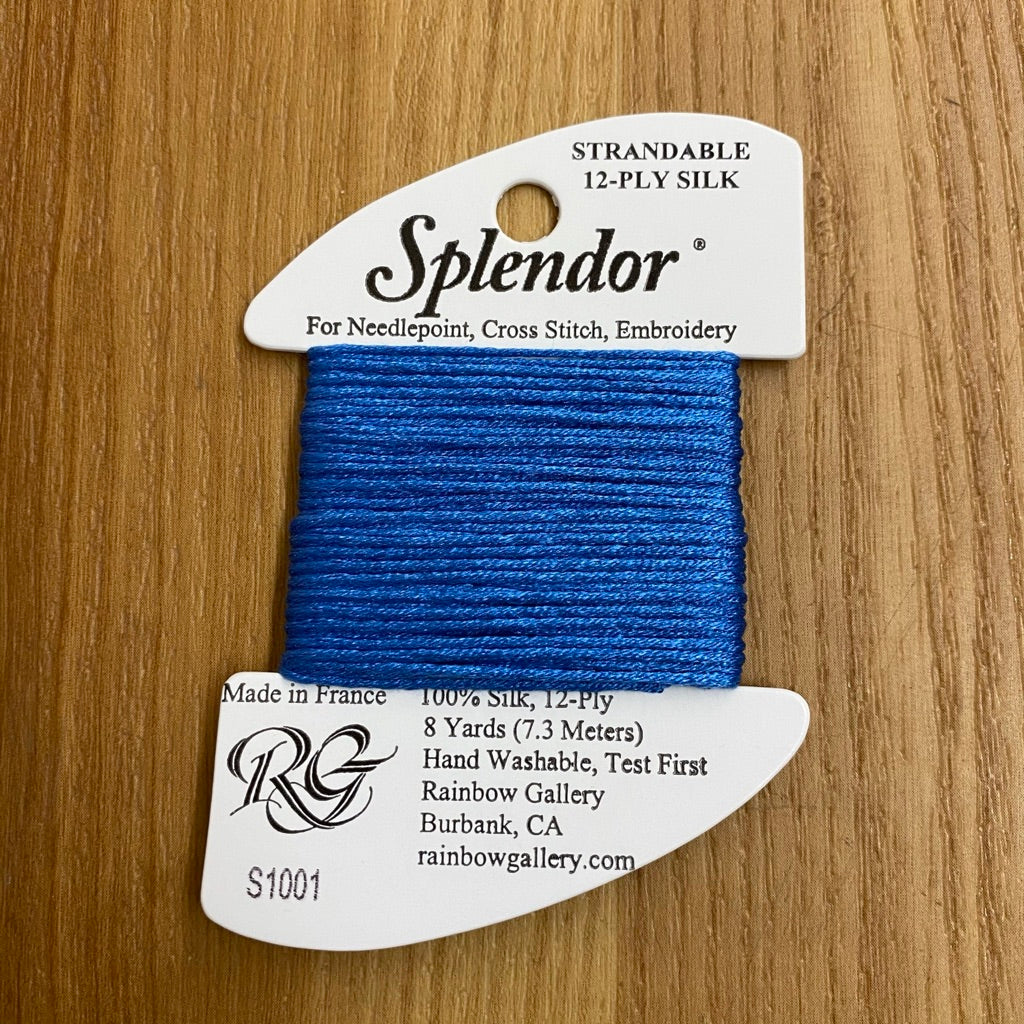 STRANDABLE
12-PLY SILK
Splendor®
For Needlepoint, Cross Stitch, Embroidery
Made in France
100% Silk, 12-Ply
8 Yards (7.3 Meters)
Hand Washable, Test First
Rainbow Gallery
Burbank, CA
rainbowgallery.com
RG
S1001